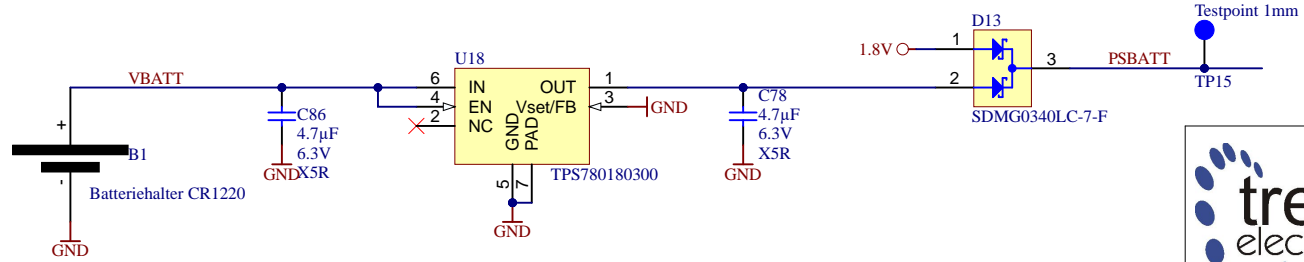 Testpoint 1mm
D13
1.8V
1
2
3
PSBATT
TP15
SDMG0340LC-7-F
U18
VBATT
6
IN
OUT
1
4
EN
Vset/FB
3
GND
2
NC
GND
PAD
5
7
TPS780180300
GND
C86
4.7µF
6.3V
X5R
GND
C78
4.7µF
6.3V
X5R
GND
+
B1
-
Batteriehalter CR1220
GND
tre
elec